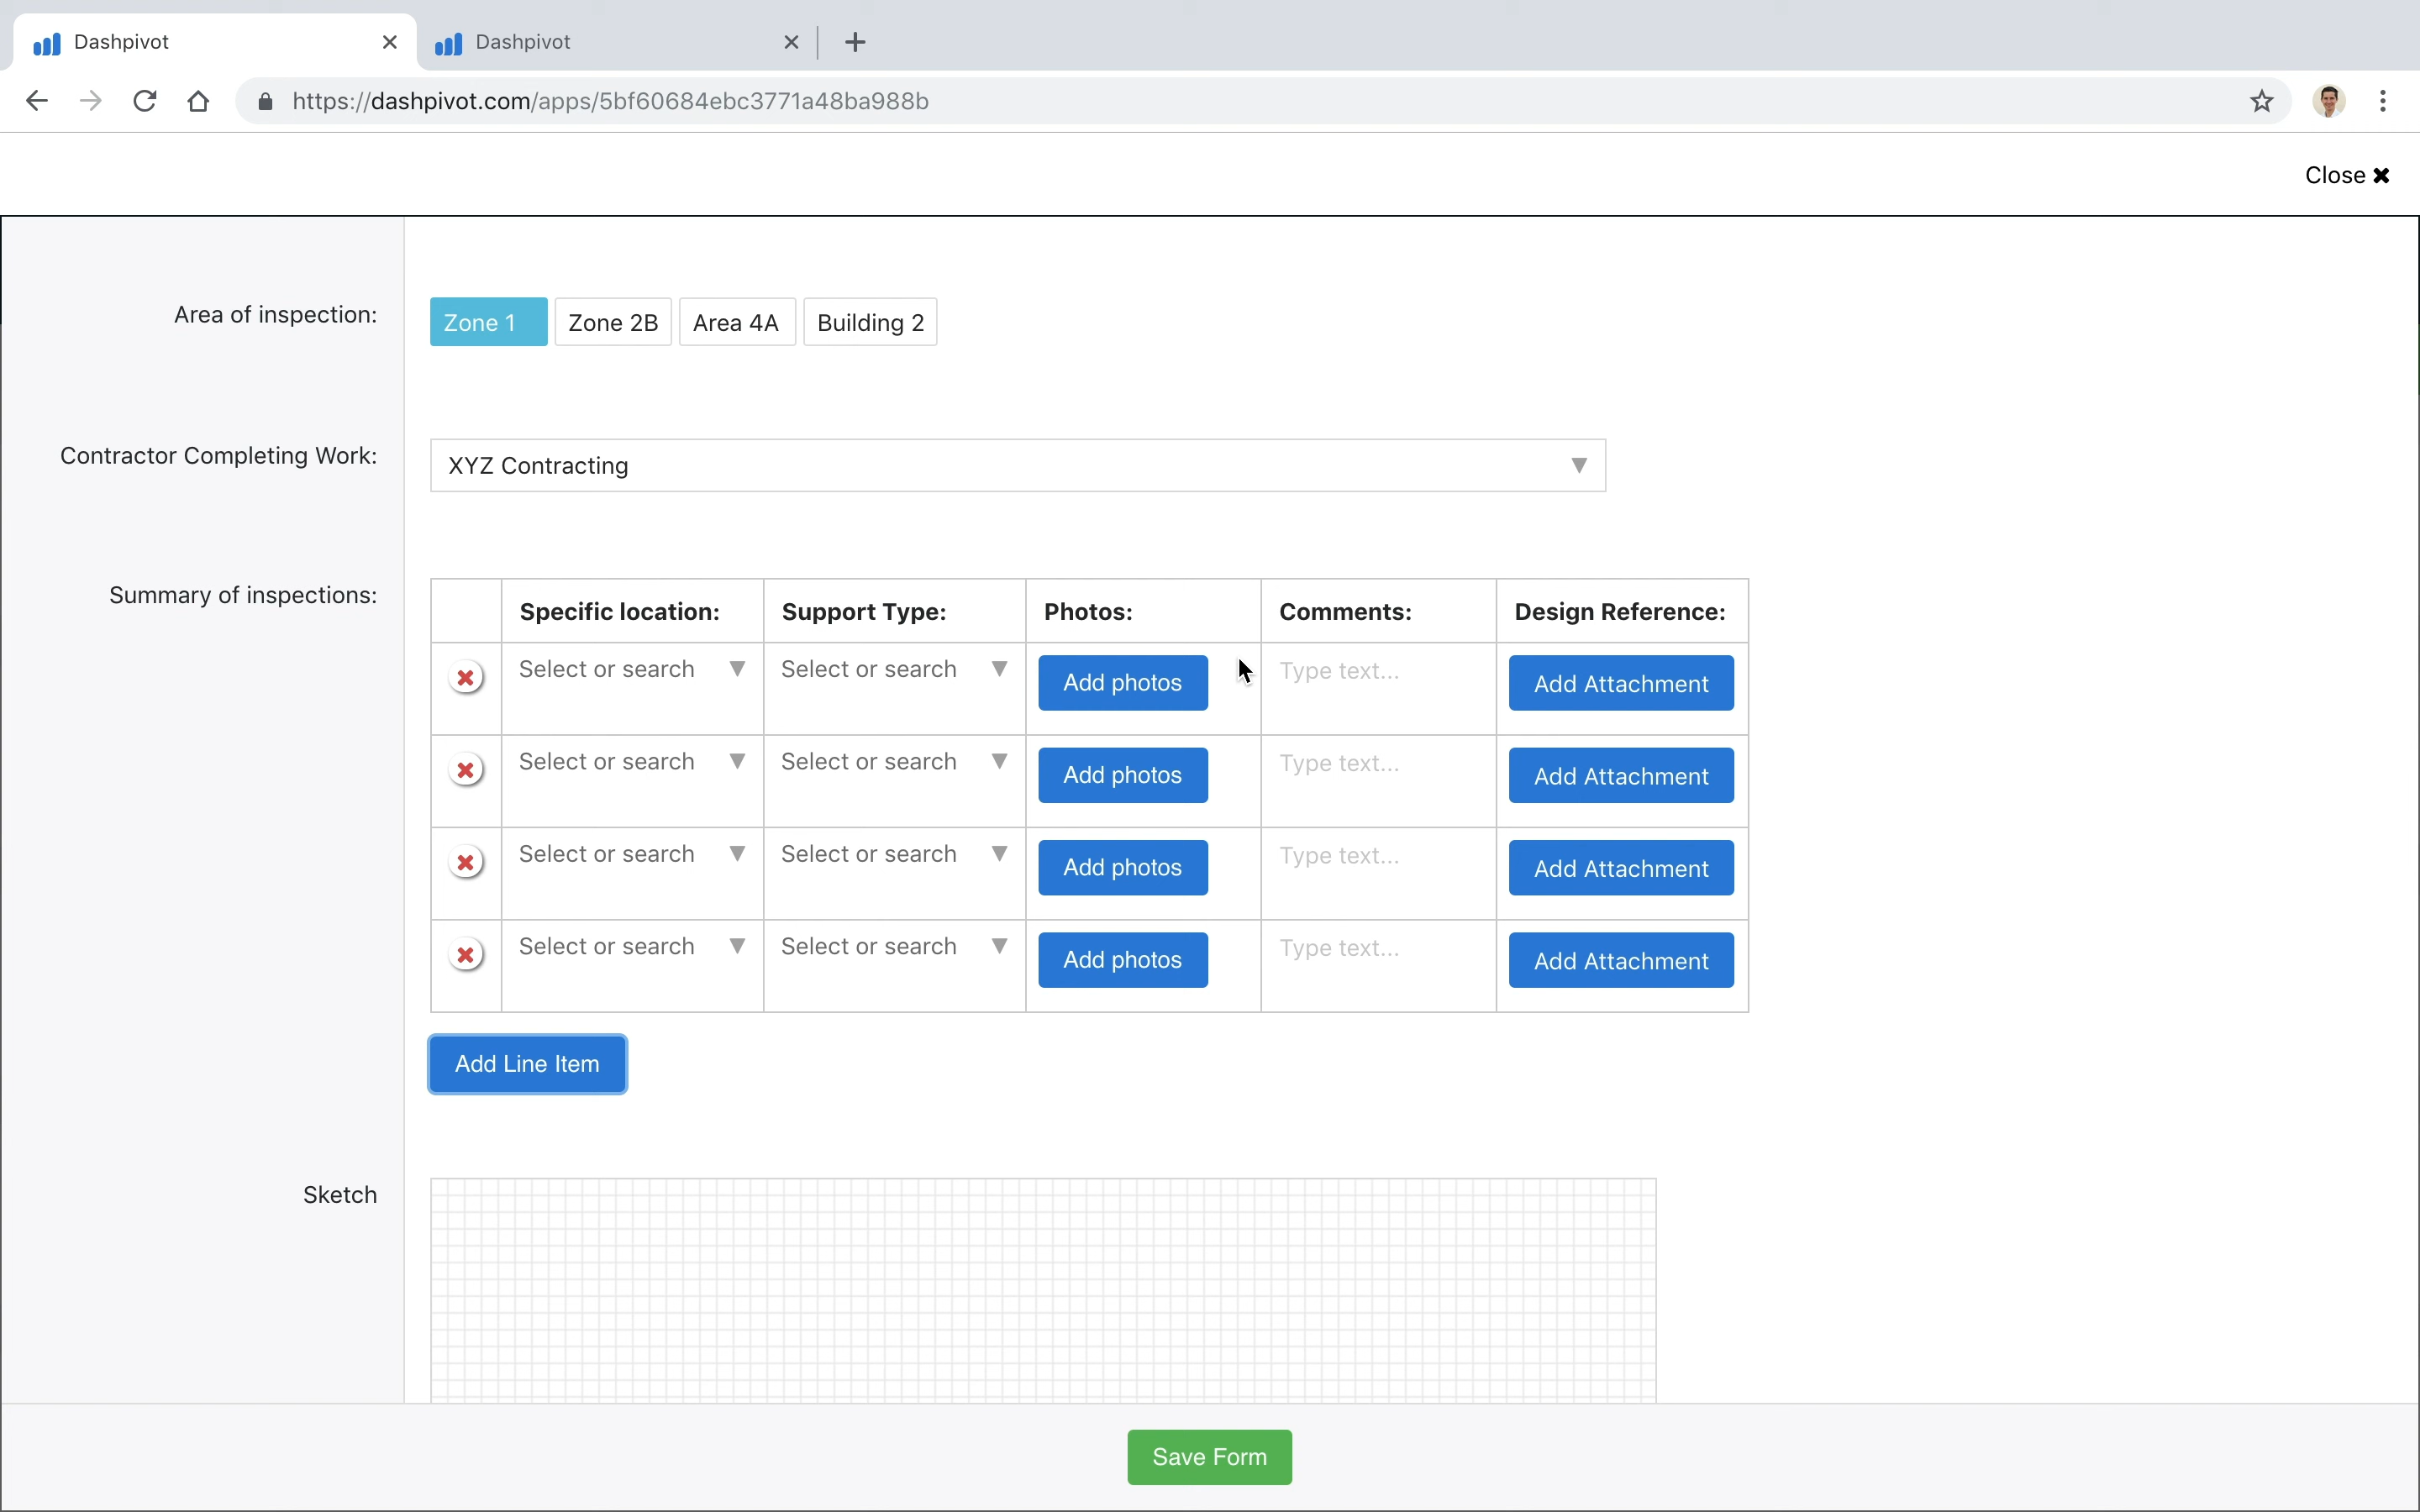 Dashpivot
Dashpivot
https://dashpivot.com/apps/5bf60684ebc3771a48ba988b
Close
Area of inspection:
Zone 1 Zone 2B Area 4A Building 2
Contractor Completing Work:
XYZ Contracting
Summary of inspections:
Specific location: Support Type: Photos: Comments: Design Reference:
Select or search Select or search Add photos Type text... Add Attachment
Select or search Select or search Add photos Type text... Add Attachment
Select or search Select or search Add photos Type text... Add Attachment
Select or search Select or search Add photos Type text... Add Attachment
Add Line Item
Sketch
Save Form